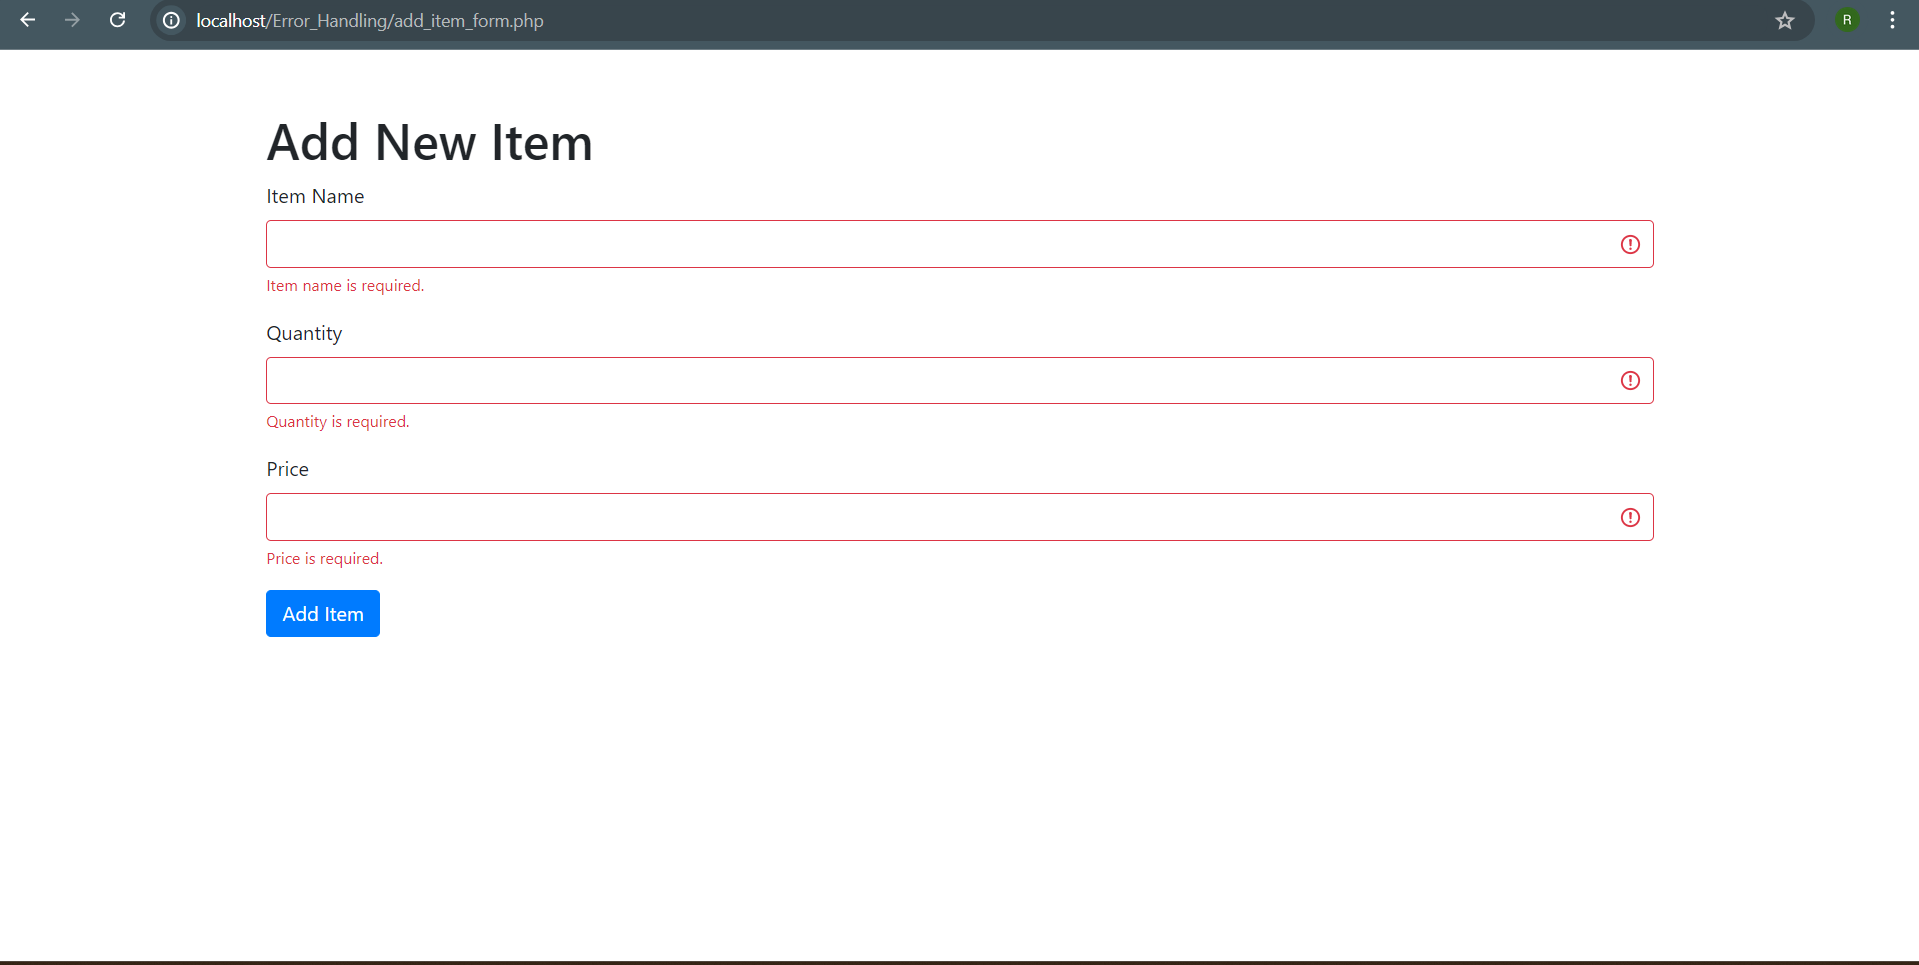 localhost/Error_Handling/add_item_form.php
R
Add New Item
Item Name
Item name is required.
Quantity
Quantity is required.
Price
Price is required.
Add Item